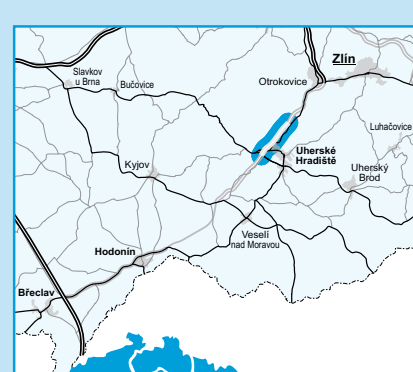 Zlín
Slavkov
u Brna
Bučovice
Otrokovice
Luhačovice
Uherské
Hradiště
Kyjov
Uherský
Brod
Veselí
nad Moravou
Hodonín
Břeclav